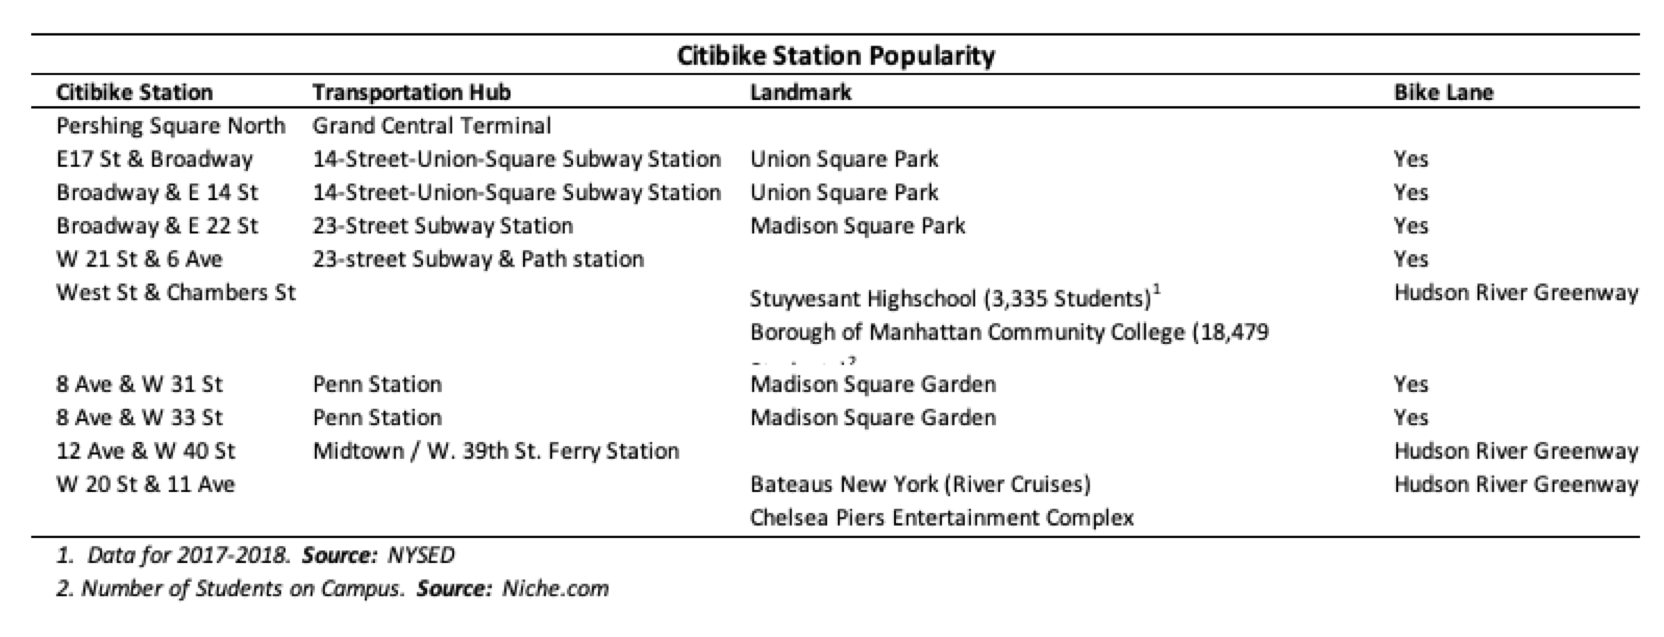 Citibike Station Popularity
Citibike Station Transportation Hub Landmark Bike Lane
Pershing Square North Grand Central Terminal
E17 St & Broadway 14-Street-Union-Square Subway Station Union Square Park Yes
Broadway & E 14 St 14-Street-Union-Square Subway Station Union Square Park Yes
Broadway & E 22 St 23-Street Subway Station Madison Square Park Yes
W 21 St & 6 Ave 23-street Subway & Path station Yes
West St & Chambers St Stuyvesant Highschool (3,335 Students)1 Hudson River Greenway
Borough of Manhattan Community College (18,479
8 Ave & W 31 St Penn Station Madison Square Garden Yes
8 Ave & W 33 St Penn Station Madison Square Garden Yes
12 Ave & W 40 St Midtown / W. 39th St. Ferry Station Hudson River Greenway
W 20 St & 11 Ave Bateaus New York (River Cruises) Hudson River Greenway
Chelsea Piers Entertainment Complex
1. Data for 2017-2018. Source: NYSED
2. Number of Students on Campus. Source: Niche.com